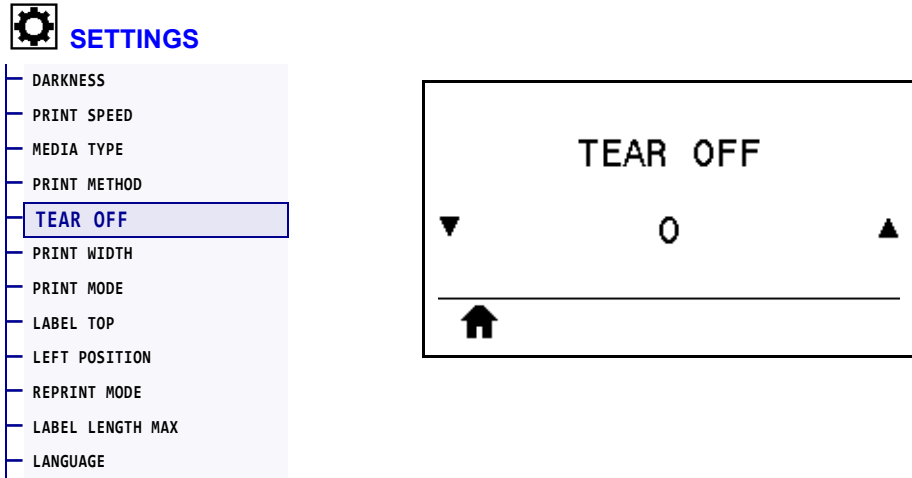 SETTINGS
DARKNESS
PRINT SPEED
MEDIA TYPE
PRINT METHOD
TEAR OFF
PRINT WIDTH
PRINT MODE
LABEL TOP
LEFT POSITION
REPRINT MODE
LABEL LENGTH MAX
LANGUAGE
TEAR OFF
0